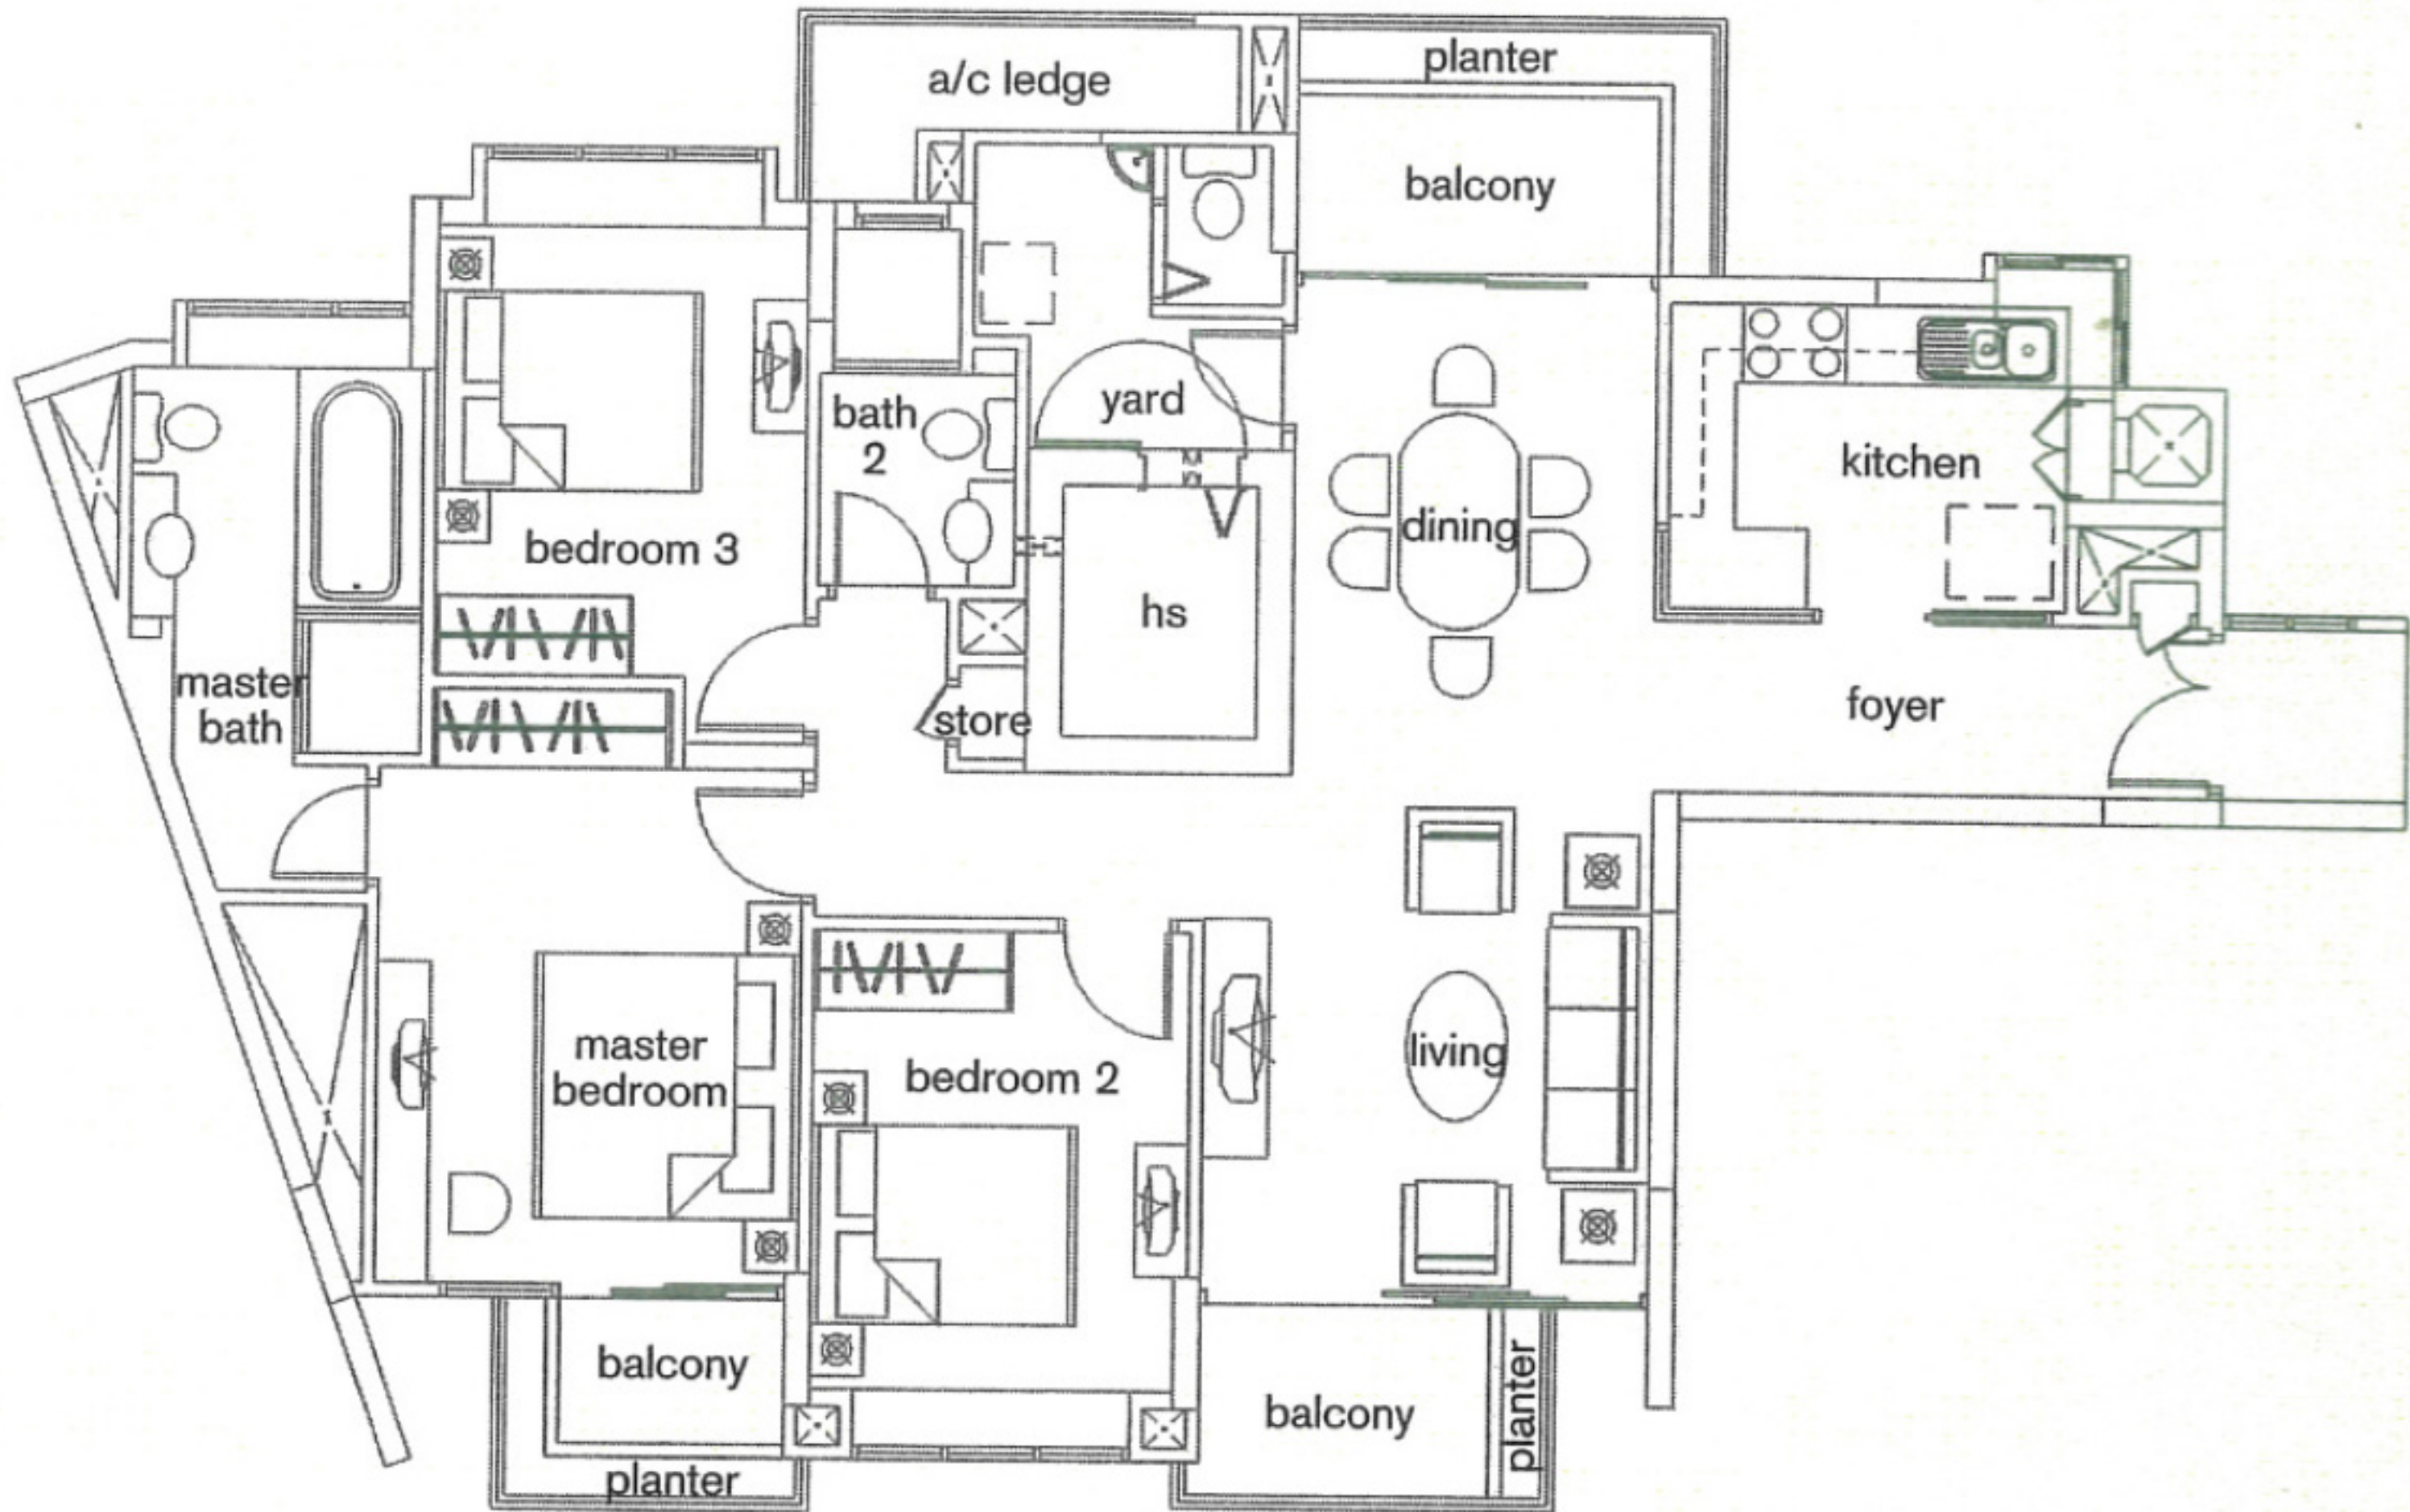 planter
a/c ledge
balcony
yard
bath
2
kitchen
dining
bedroom 3
hs
master
bath
store
foyer
master
bedroom
bedroom 2
living
balcony
balcony
planter
planter